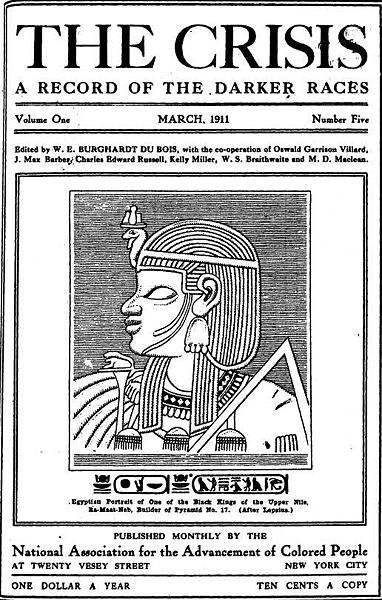 THE CRISIS
A RECORD OF THE DARKER RACES
Volume One MARCH, 1911 Number Five
Edited by W. E. BURGHARDT DU BOIS, with the co-operation of Oswald Garrison Villard,
J. Max Barber, Charles Edward Russell, Kelly Miller, W. S. Braithwaite and M. D. Maclean.
Egyptian Portrait of One of the Black Kings of the Upper Nile,
Ra-Maat-Neb, Builder of Pyramid No. 17. (After Lepsius.)
PUBLISHED MONTHLY BY THE
National Association for the Advancement of Colored People
AT TWENTY VESEY STREET NEW YORK CITY
ONE DOLLAR A YEAR TEN CENTS A COPY